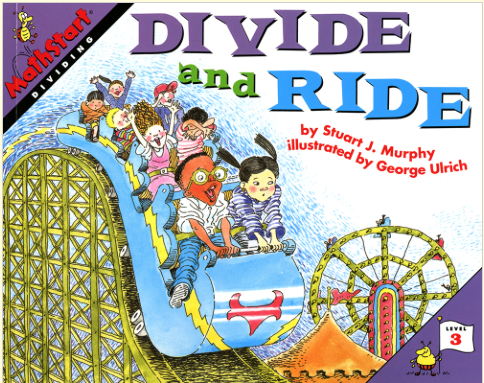 MathStart
DIVIDING
DIVIDE
and RIDE
by Stuart J. Murphy
illustrated by George Ulrich
LEVEL
3